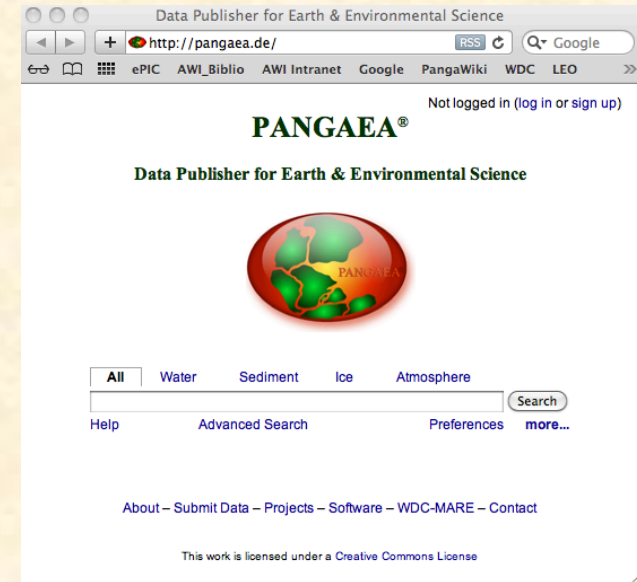 Data Publisher for Earth & Environmental Science
http://pangaea.de/ RSS Google
ePIC AWI_Biblio AWI Intranet Google PangaWiki WDC LEO
Not logged in (log in or sign up)
PANGAEA®
Data Publisher for Earth & Environmental Science
PANGAEA
All Water Sediment Ice Atmosphere
Search
Help Advanced Search Preferences more...
About – Submit Data – Projects – Software – WDC-MARE – Contact
This work is licensed under a Creative Commons License